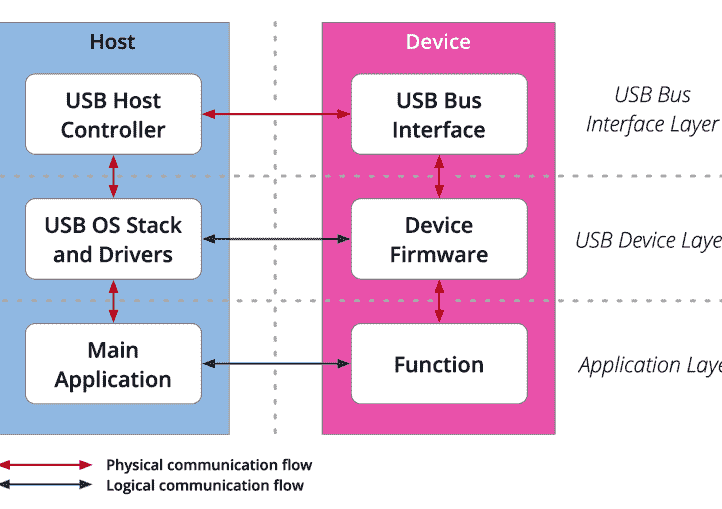 Host
Device
USB Host
Controller
USB Bus
Interface
USB Bus
Interface Layer
USB OS Stack
and Drivers
Device
Firmware
USB Device Laye
Main
Application
Function
Application Laye
Physical communication flow
Logical communication flow